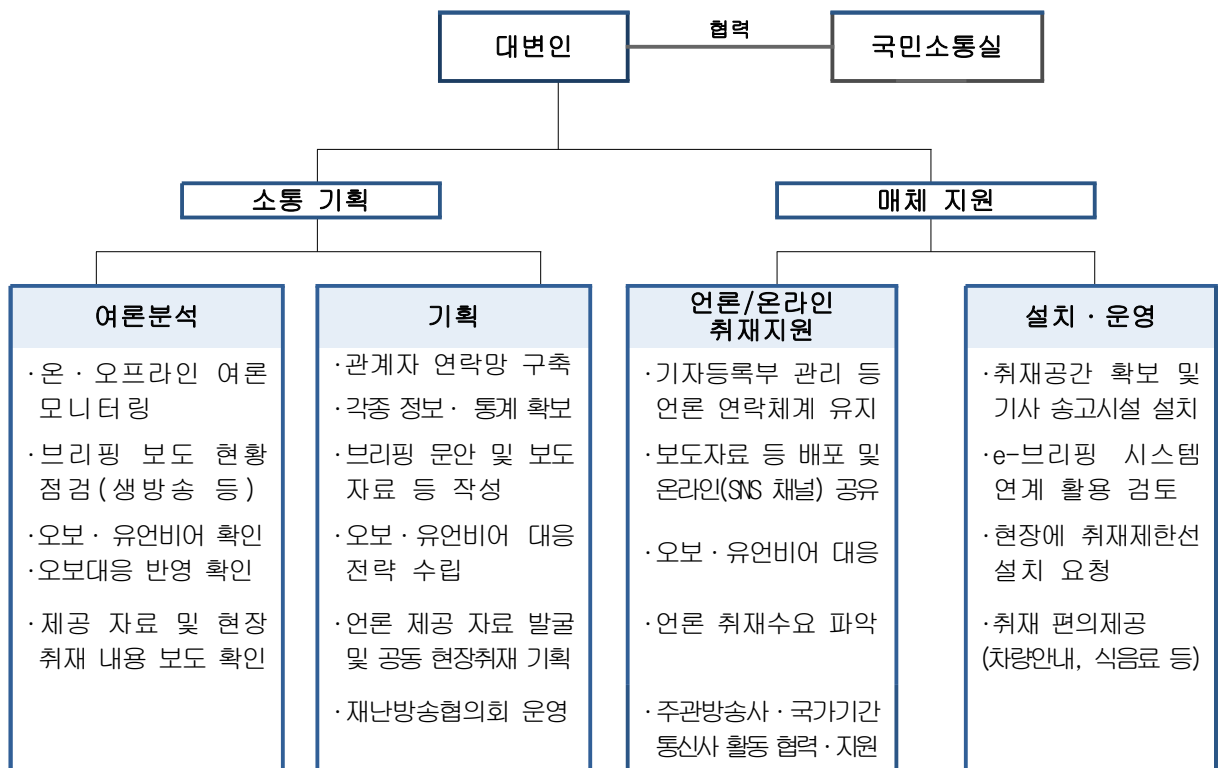 대변인
협력
국민소통실
소통 기획
매체 지원
여론분석
·온·오프라인 여론
모니터링
·브리핑 보도 현황
점검(생방송 등)
·오보·유언비어 확인
·오보대응 반영 확인
·제공 자료 및 현장
취재 내용 보도 확인
기획
·관계자 연락망 구축
·각종 정보· 통계 확보
·브리핑 문안 및 보도
자료 등 작성
·오보·유언비어 대응
전략 수립
·언론 제공 자료 발굴
및 공동 현장취재 기획
·재난방송협의회 운영
언론/온라인
취재지원
·기자등록부 관리 등
언론 연락체계 유지
·보도자료 등 배포 및
온라인(SNS 채널) 공유
·오보·유언비어 대응
·언론 취재수요 파악
·주관방송사·국가기간
통신사 활동 협력·지원
설치·운영
·취재공간 확보 및
기사 송고시설 설치
·e-브리핑 시스템
연계 활용 검토
·현장에 취재제한선
설치 요청
·취재 편의제공
(차량안내, 식음료 등)